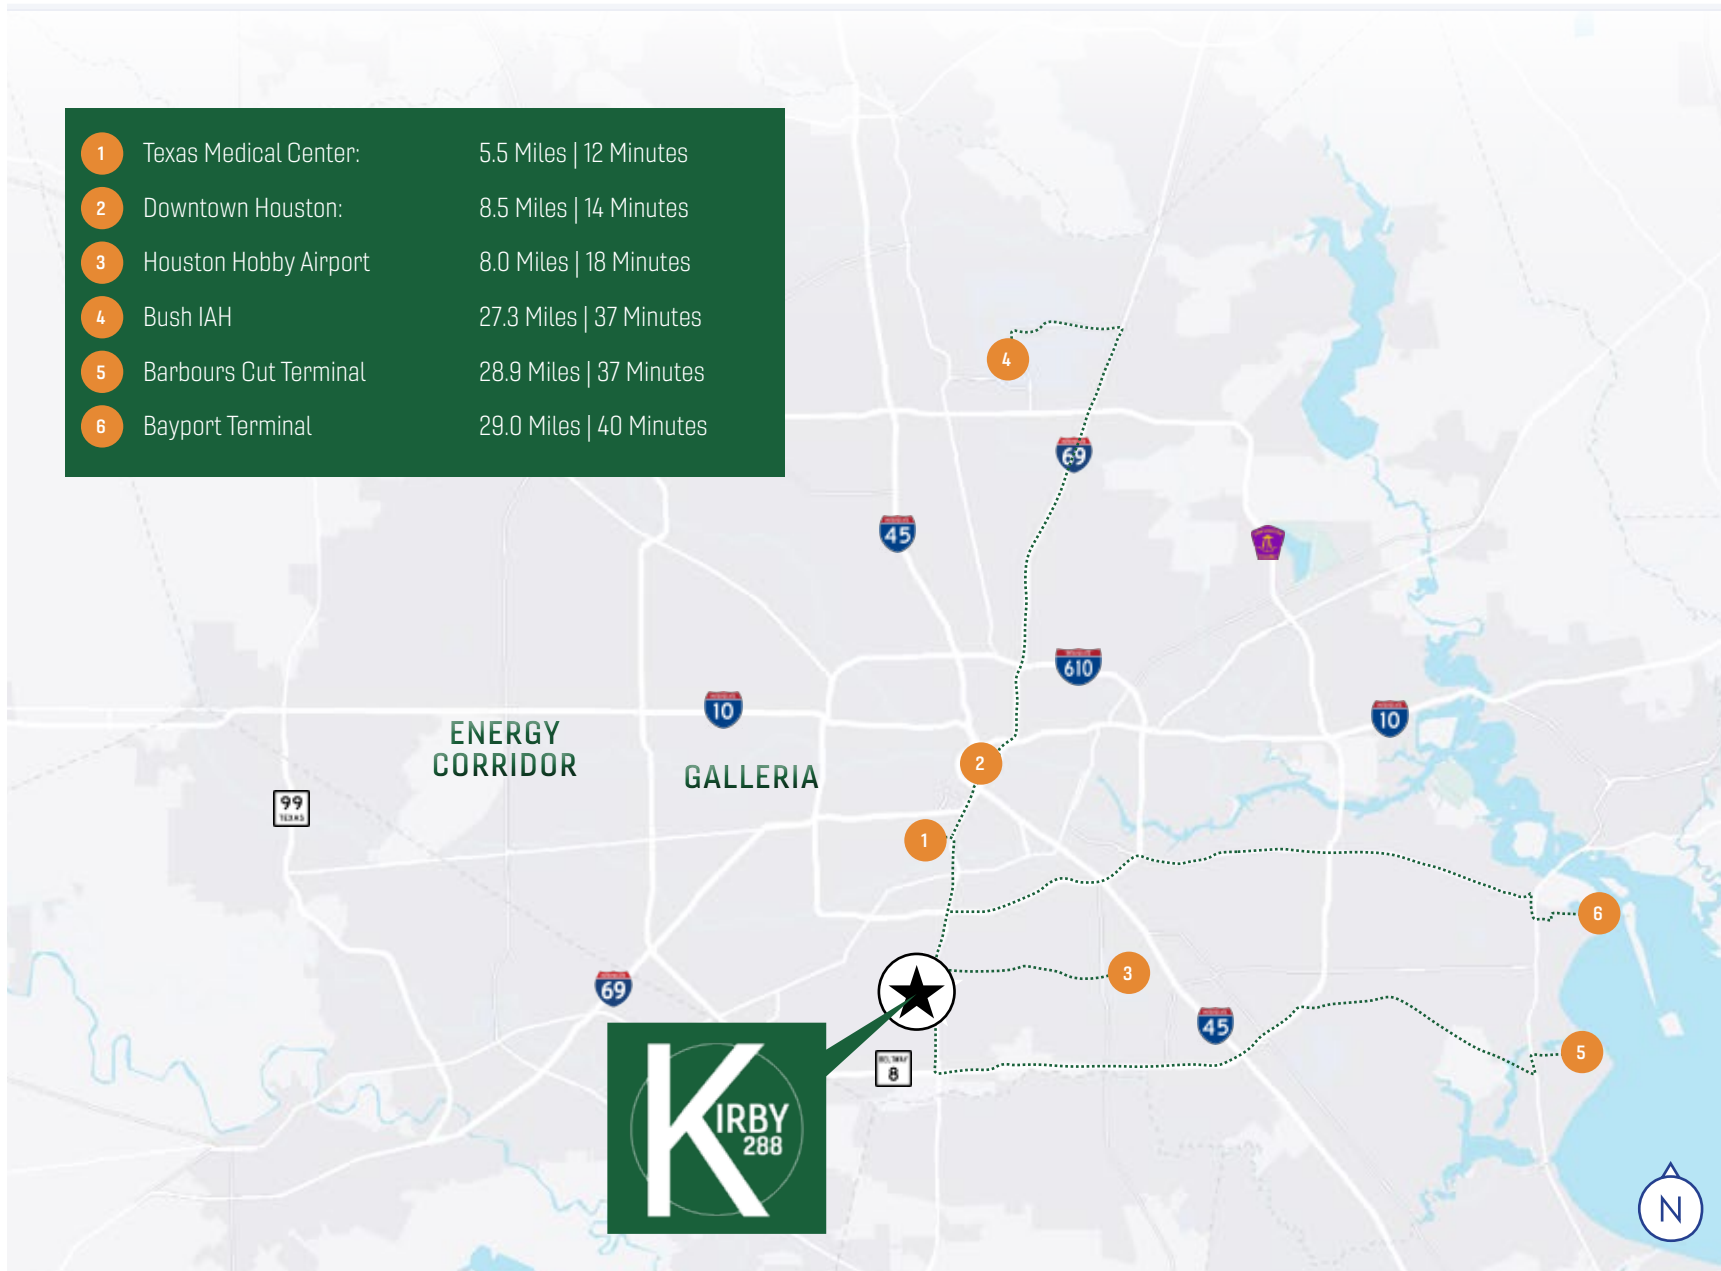 1 Texas Medical Center: 5.5 Miles | 12 Minutes
2 Downtown Houston: 8.5 Miles | 14 Minutes
3 Houston Hobby Airport 8.0 Miles | 18 Minutes
4 Bush IAH 27.3 Miles | 37 Minutes
5 Barbours Cut Terminal 28.9 Miles | 37 Minutes
6 Bayport Terminal 29.0 Miles | 40 Minutes
4
69
45
610
10
10
ENERGY
CORRIDOR
GALLERIA
2
99
TEXAS
1
6
3
69
45
5
BELTWAY
8
KIRBY
288
N